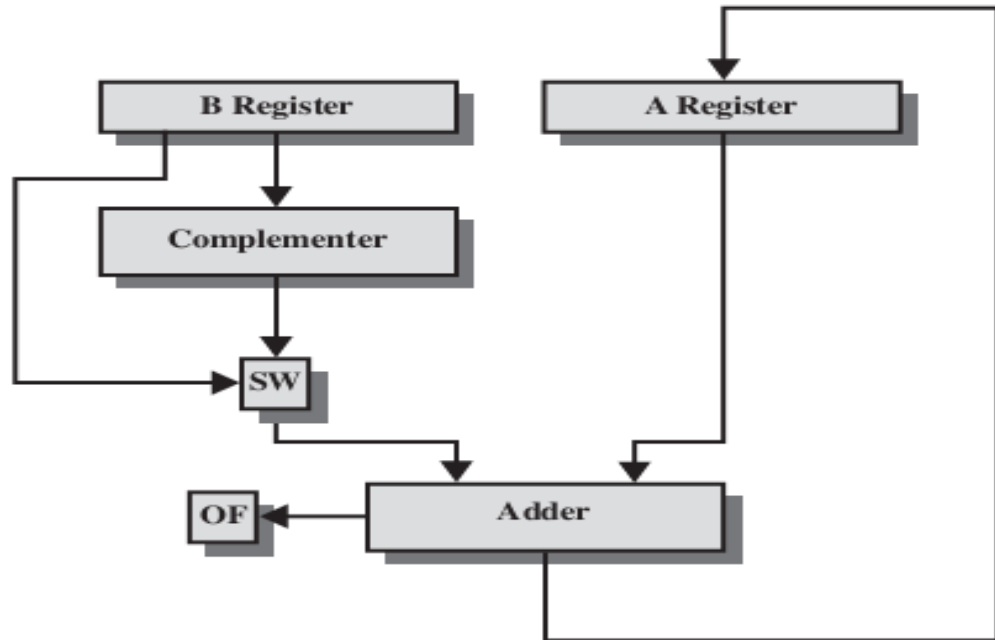 B Register
A Register
Complementer
SW
OF
Adder